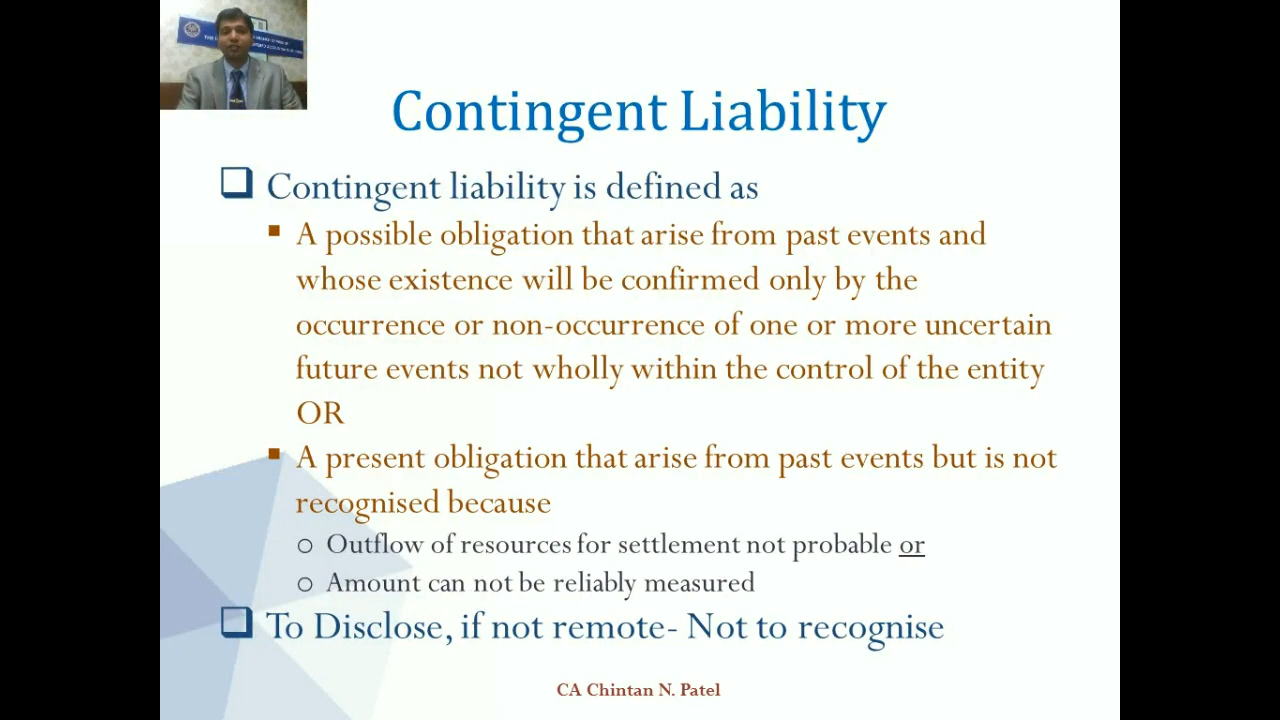 Contingent Liability
Contingent liability is defined as
A possible obligation that arise from past events and
whose existence will be confirmed only by the
occurrence or non-occurrence of one or more uncertain
future events not wholly within the control of the entity
OR
A present obligation that arise from past events but is not
recognised because
Outflow of resources for settlement not probable or
Amount can not be reliably measured
To Disclose, if not remote- Not to recognise
CA Chintan N. Patel